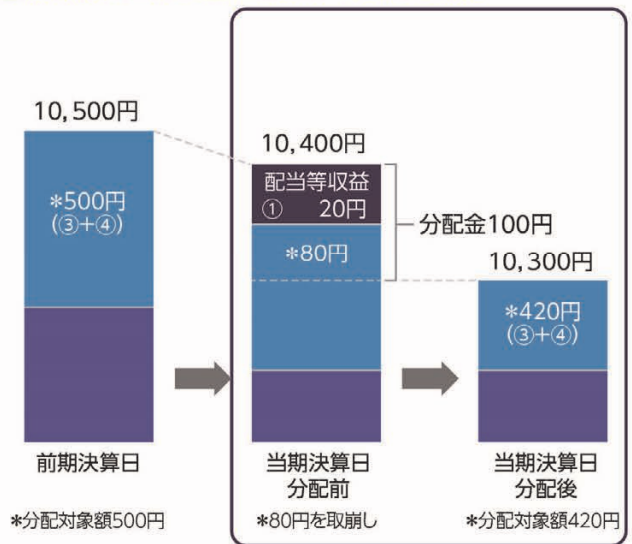 10,500円
*500円
(③+④)
前期決算日
*分配対象額500円
10,400円
配当等収益
① 20円
*80円
分配金100円
当期決算日
分配前
*80円を取崩し
10,300円
*420円
(③+④)
当期決算日
分配後
*分配対象額420円